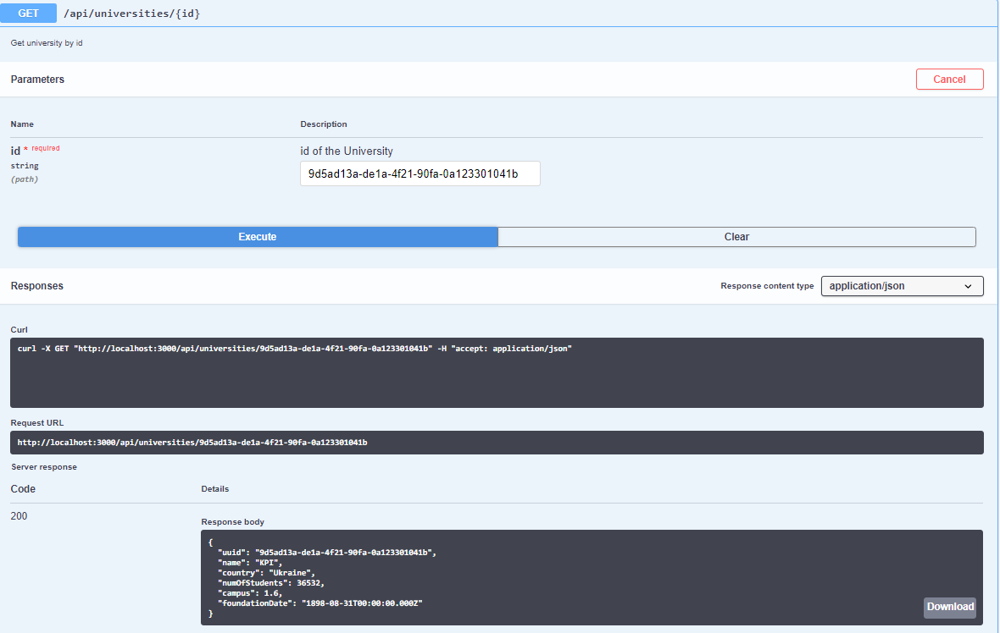 GET /api/universities/{id}
Get university by id
Parameters
Cancel
Name Description
id * required id of the University
string 9d5ad13a-de1a-4f21-90fa-0a123301041b
(path)
Execute Clear
Responses Response content type application/json
Curl
curl -X GET "http://localhost:3000/api/universities/9d5ad13a-de1a-4f21-90fa-0a123301041b" -H "accept: application/json"
Request URL
http://localhost:3000/api/universities/9d5ad13a-de1a-4f21-90fa-0a123301041b
Server response
Code Details
200
Response body
{
"uuid": "9d5ad13a-de1a-4f21-90fa-0a123301041b",
"name": "KPI",
"country": "Ukraine",
"numOfStudents": 36532,
"campus": 1.6,
"foundationDate": "1898-08-31T00:00:00.000Z"
}
Download